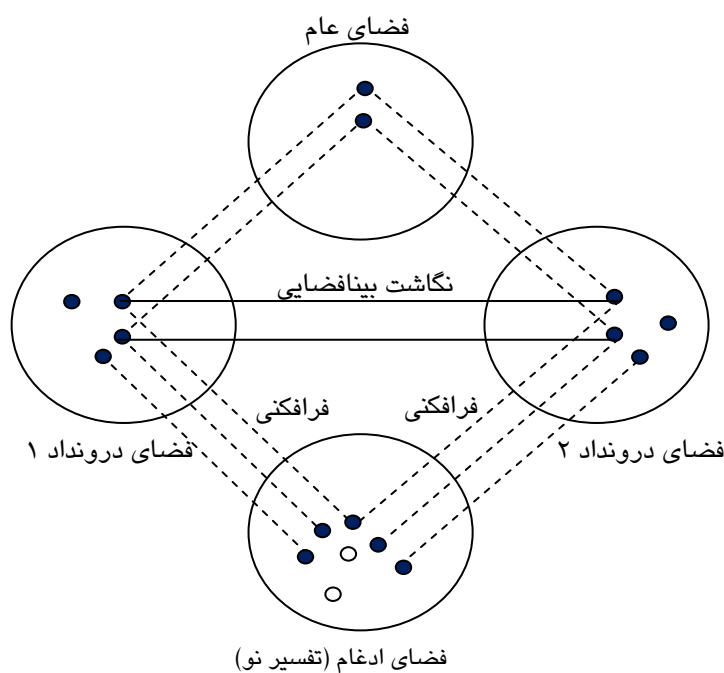 فضای عام
نگاشت بینافضایی
فرافکنی
فرافکنی
فضای درونداد ۲
فضای درونداد ۱
فضای ادغام (تفسیر نو)